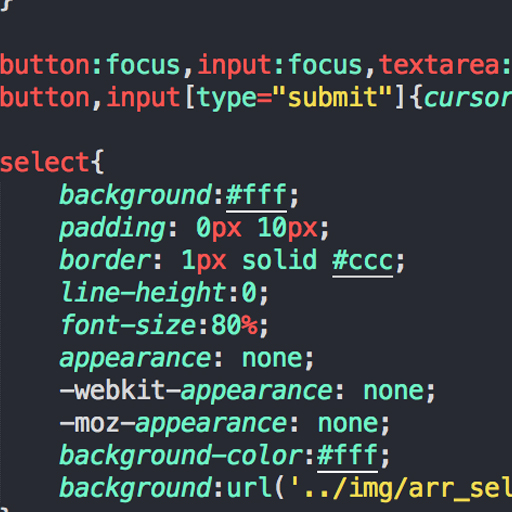 }
button:focus,input:focus,textarea:
button,input[type="submit"]{cursor
select{
background:#fff;
padding: 0px 10px;
border: 1px solid #ccc;
line-height:0;
font-size:80%;
appearance: none;
-webkit-appearance: none;
-moz-appearance: none;
background-color:#fff;
background:url('../img/arr_sel
}